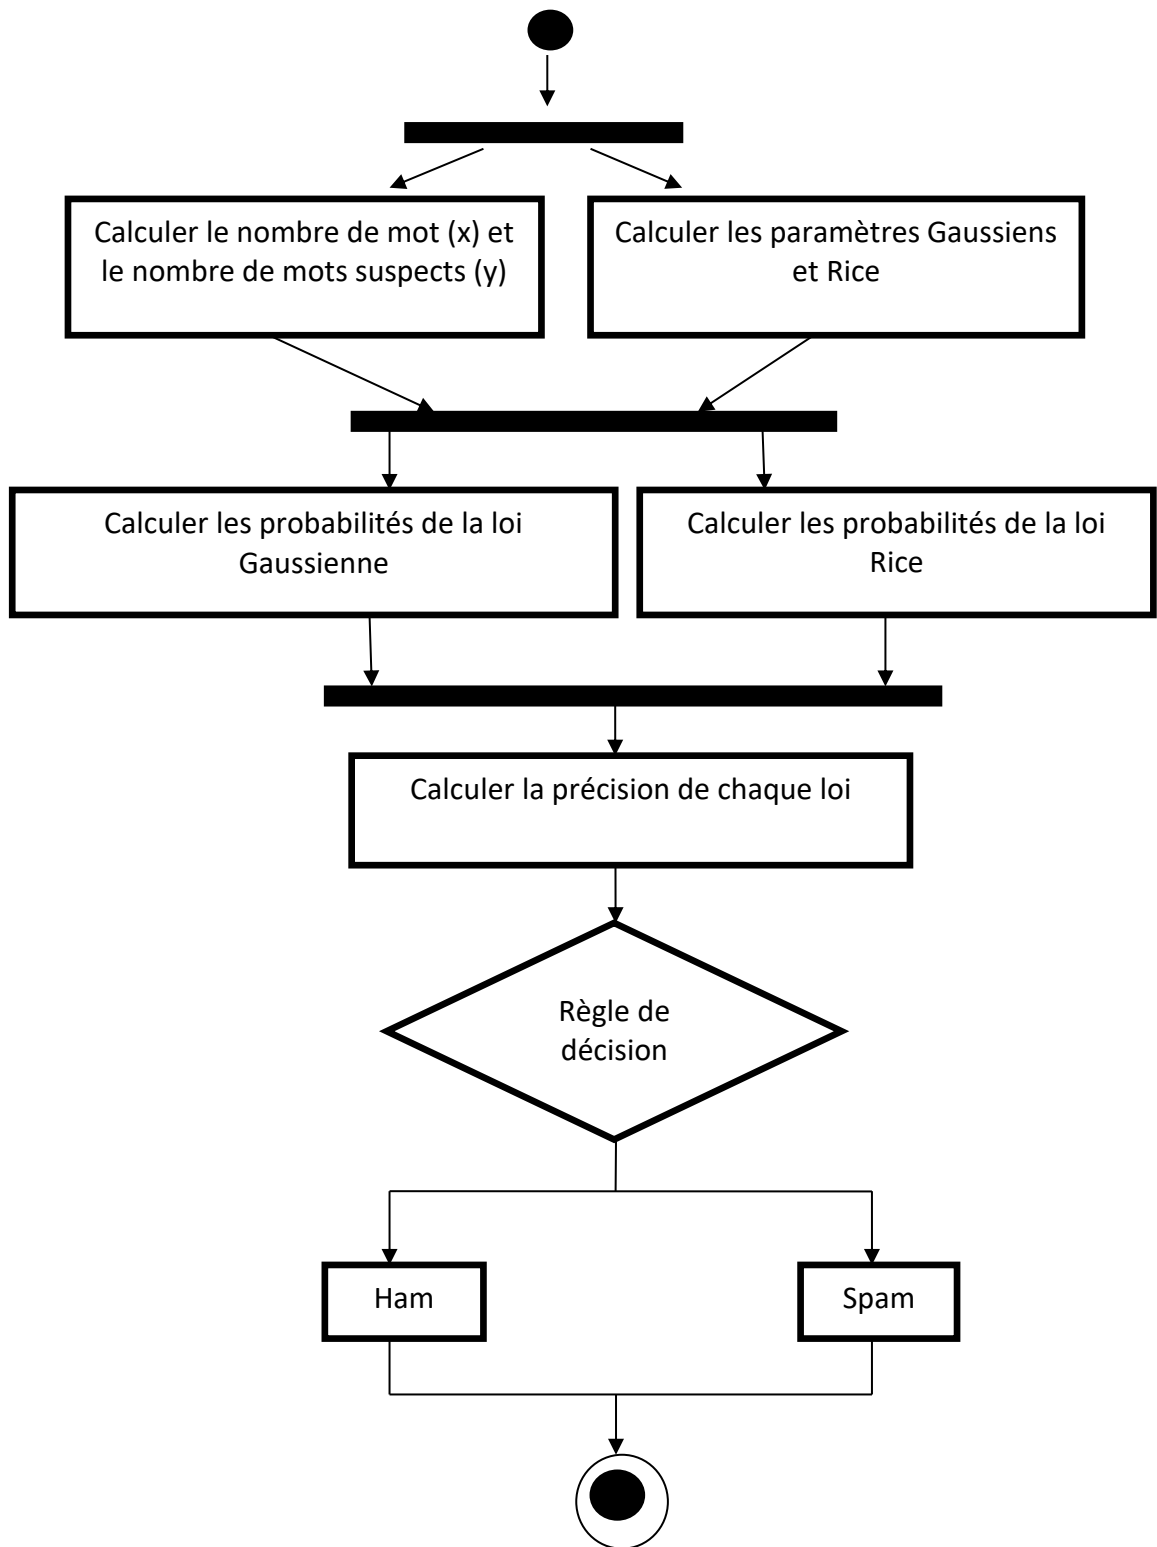 Calculer le nombre de mot (x) et
le nombre de mots suspects (y)
Calculer les paramètres Gaussiens
et Rice
Calculer les probabilités de la loi
Gaussienne
Calculer les probabilités de la loi
Rice
Calculer la précision de chaque loi
Règle de
décision
Ham
Spam